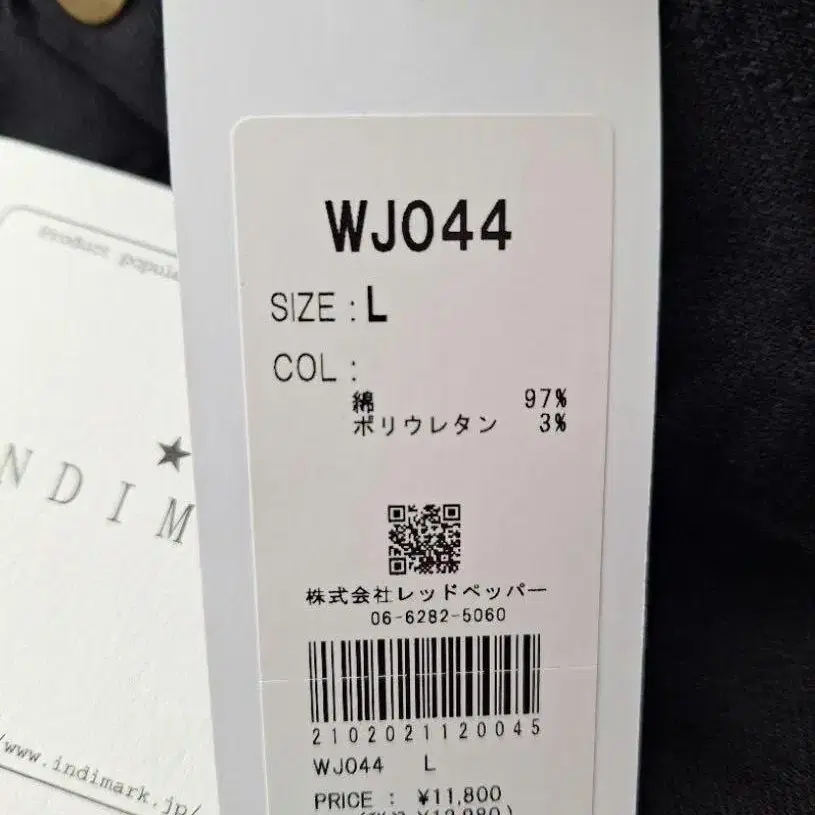 WJ044
SIZE : L
COL :
綿 97%
ポリウレタン 3%
株式会社レッドペッパー
06-6282-5060
2102021120045
WJ044 L
PRICE : ¥11,800
Product
NDIM
www.indimark.jp/